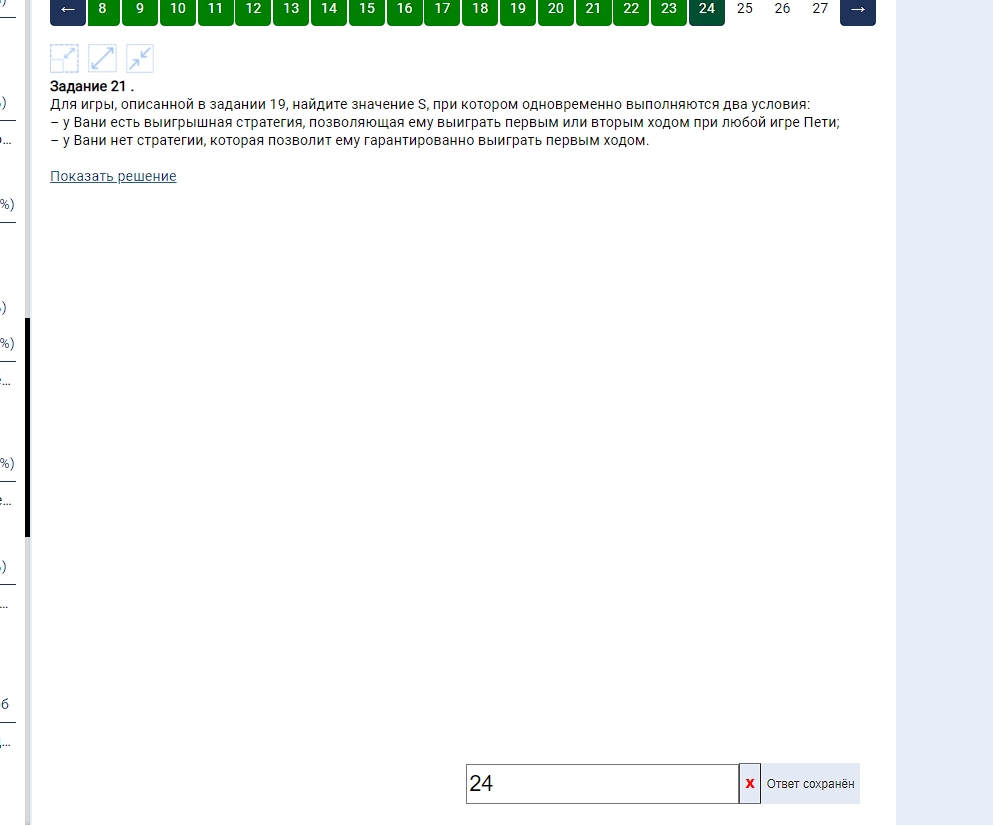 ← 8 9 10 11 12 13 14 15 16 17 18 19 20 21 22 23 24 25 26 27 →
Задание 21 .
Для игры, описанной в задании 19, найдите значение S, при котором одновременно выполняются два условия:
– у Вани есть выигрышная стратегия, позволяющая ему выиграть первым или вторым ходом при любой игре Пети;
– у Вани нет стратегии, которая позволит ему гарантированно выиграть первым ходом.
Показать решение
%)
%)
%)
24 x Ответ сохранён